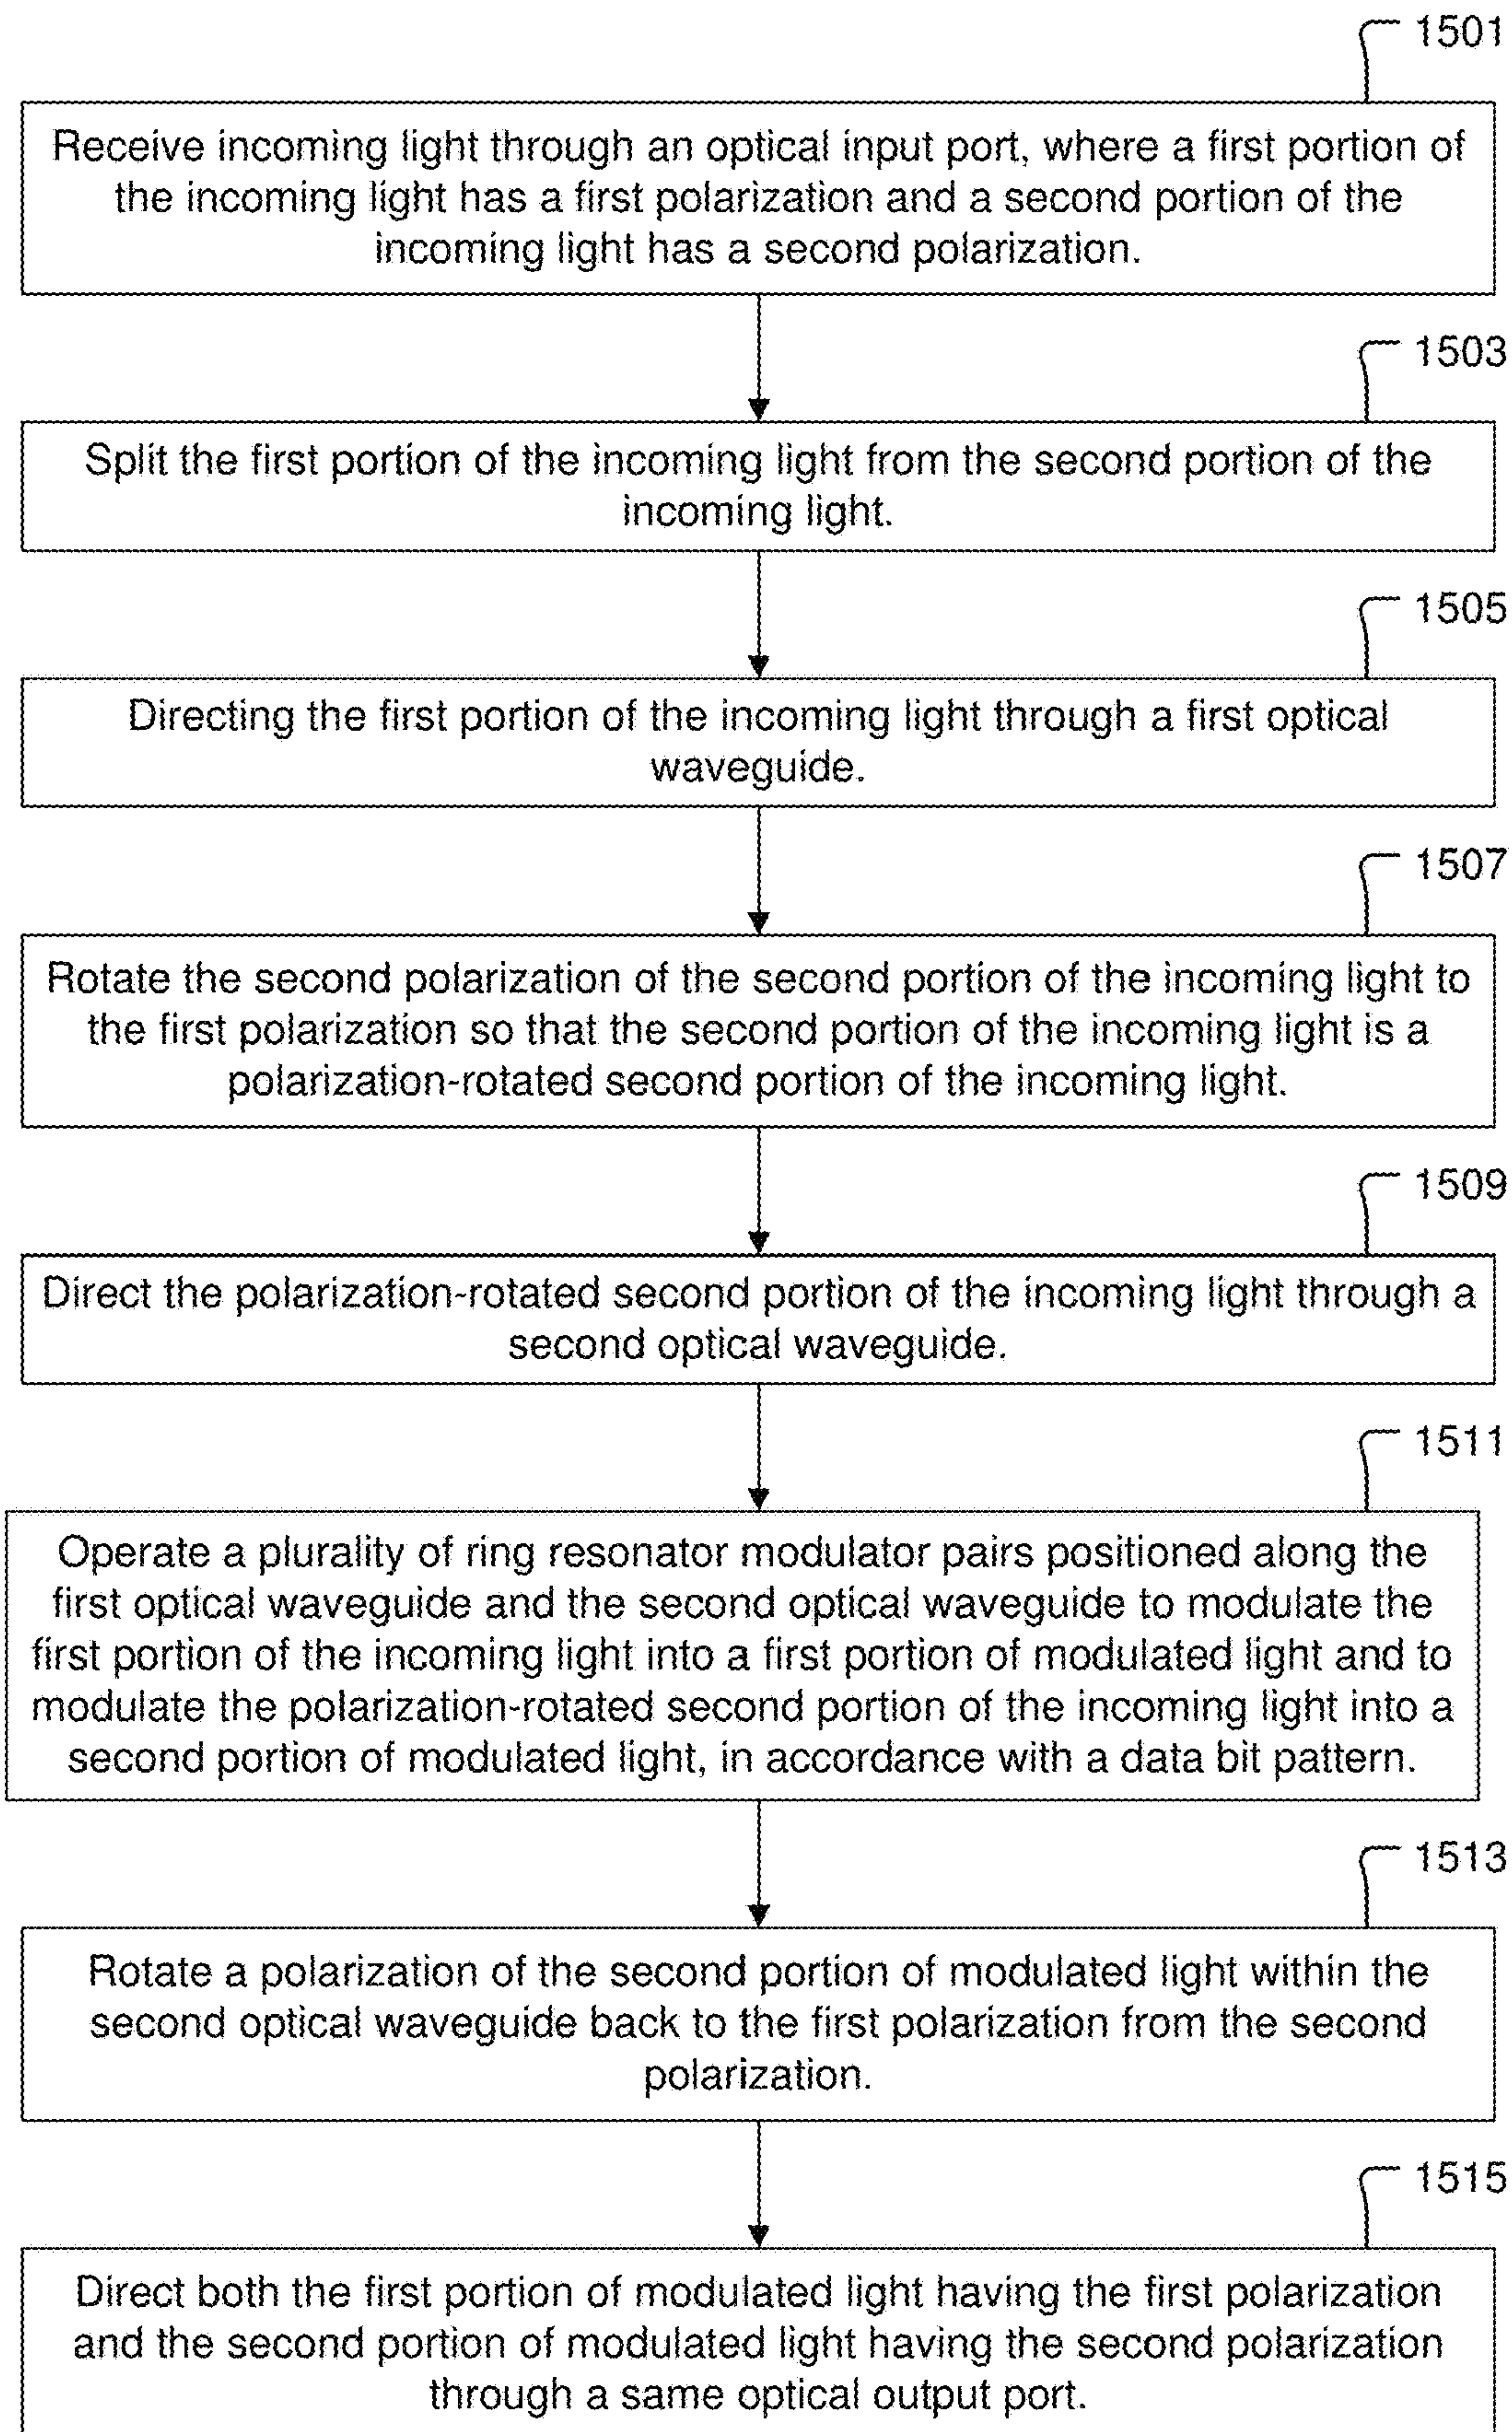 1501
Receive incoming light through an optical input port, where a first portion of
the incoming light has a first polarization and a second portion of the
incoming light has a second polarization.
1503
Split the first portion of the incoming light from the second portion of the
incoming light.
1505
Directing the first portion of the incoming light through a first optical
waveguide.
1507
Rotate the second polarization of the second portion of the incoming light to
the first polarization so that the second portion of the incoming light is a
polarization-rotated second portion of the incoming light.
1509
Direct the polarization-rotated second portion of the incoming light through a
second optical waveguide.
1511
Operate a plurality of ring resonator modulator pairs positioned along the
first optical waveguide and the second optical waveguide to modulate the
first portion of the incoming light into a first portion of modulated light and to
modulate the polarization-rotated second portion of the incoming light into a
second portion of modulated light, in accordance with a data bit pattern.
1513
Rotate a polarization of the second portion of modulated light within the
second optical waveguide back to the first polarization from the second
polarization.
1515
Direct both the first portion of modulated light having the first polarization
and the second portion of modulated light having the second polarization
through a same optical output port.